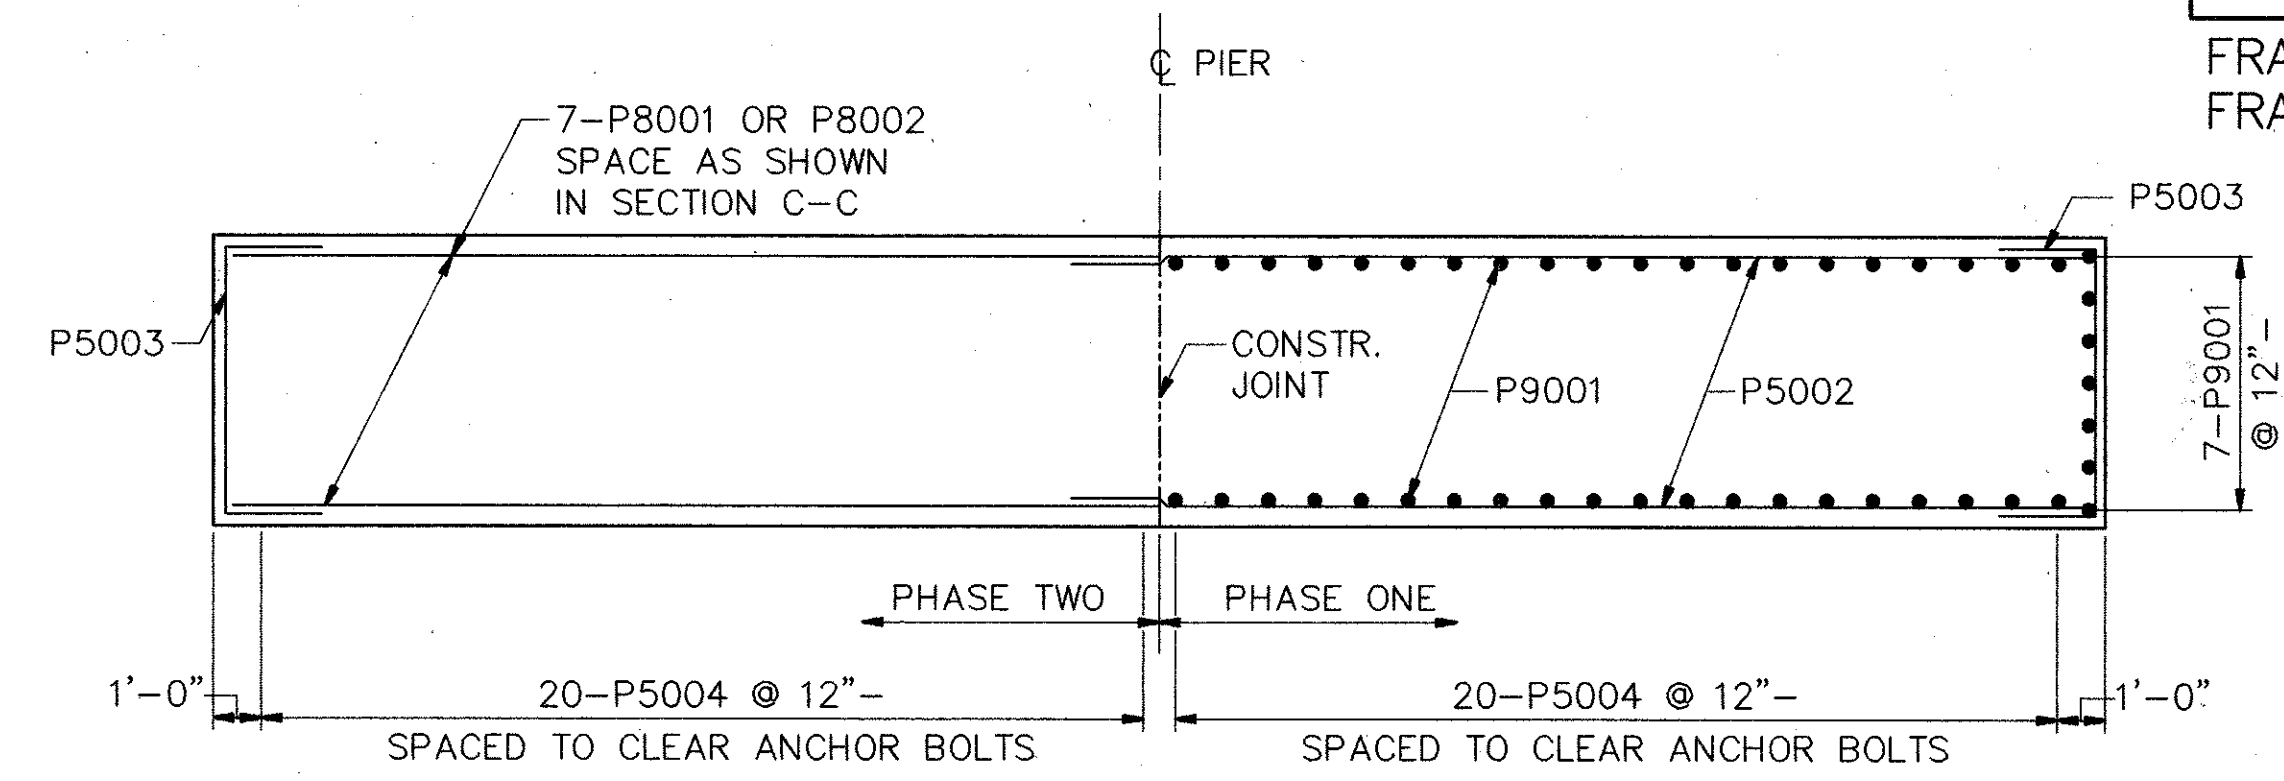 ℄ PIER
FRA
FRA
7-P8001 OR P8002
SPACE AS SHOWN
IN SECTION C-C
P5003
P5003
CONSTR.
JOINT
P9001
P5002
7-P9001
@ 12"-
PHASE TWO
PHASE ONE
1'-0"
20-P5004 @ 12"-
SPACED TO CLEAR ANCHOR BOLTS
20-P5004 @ 12"-
SPACED TO CLEAR ANCHOR BOLTS
1'-0"